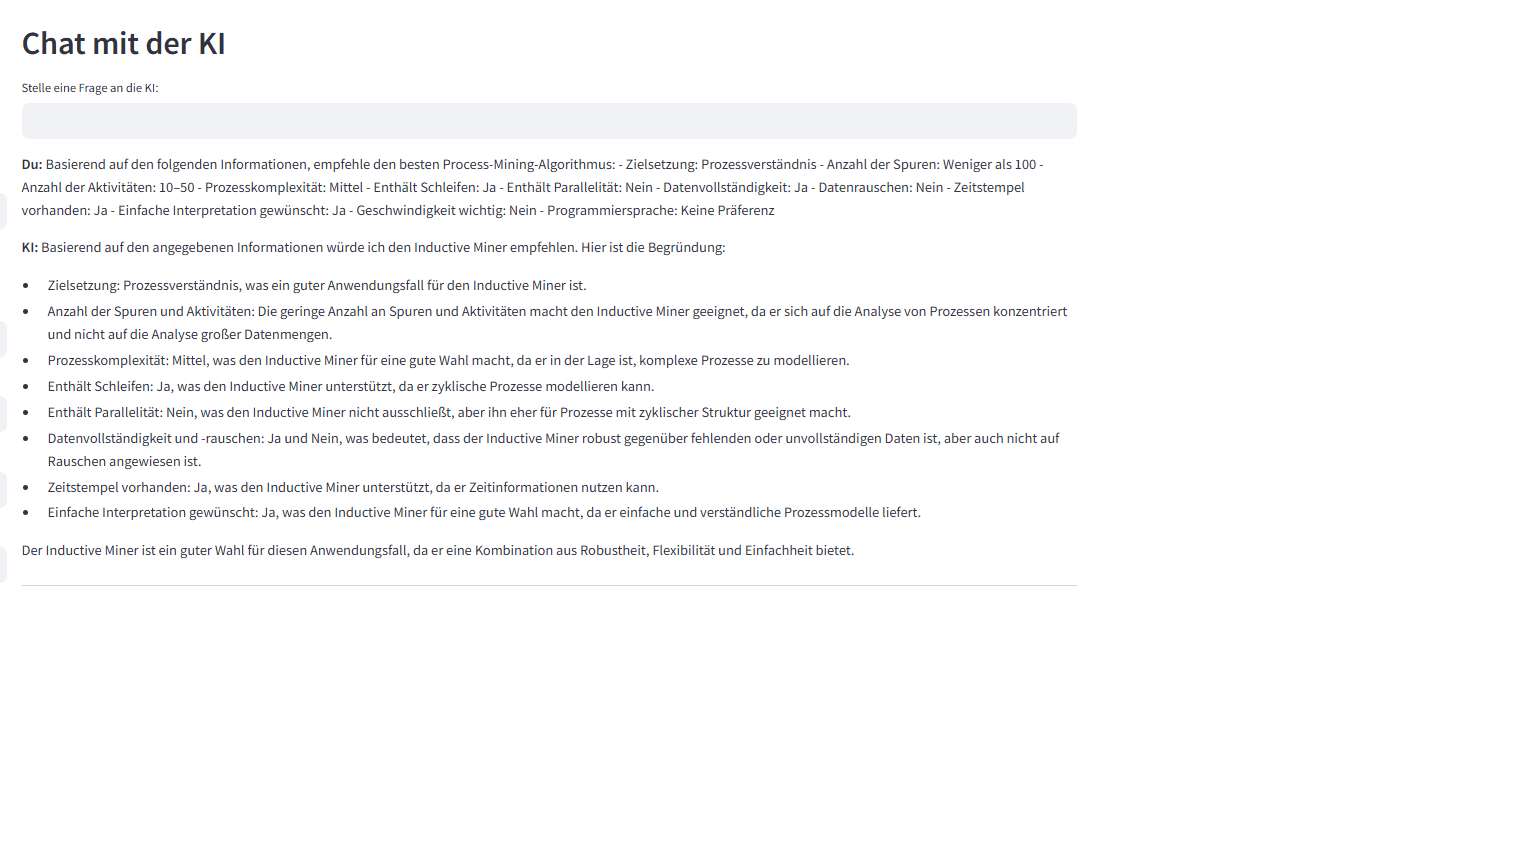 Chat mit der KI
Stelle eine Frage an die KI:
Du: Basierend auf den folgenden Informationen, empfehle den besten Process-Mining-Algorithmus: - Zielsetzung: Prozessverständnis - Anzahl der Spuren: Weniger als 100 -
Anzahl der Aktivitäten: 10–50 - Prozesskomplexität: Mittel - Enthält Schleifen: Ja - Enthält Parallelität: Nein - Datenvollständigkeit: Ja - Datenrauschen: Nein - Zeitstempel
vorhanden: Ja - Einfache Interpretation gewünscht: Ja - Geschwindigkeit wichtig: Nein - Programmiersprache: Keine Präferenz
KI: Basierend auf den angegebenen Informationen würde ich den Inductive Miner empfehlen. Hier ist die Begründung:
• Zielsetzung: Prozessverständnis, was ein guter Anwendungsfall für den Inductive Miner ist.
• Anzahl der Spuren und Aktivitäten: Die geringe Anzahl an Spuren und Aktivitäten macht den Inductive Miner geeignet, da er sich auf die Analyse von Prozessen konzentriert
und nicht auf die Analyse großer Datenmengen.
• Prozesskomplexität: Mittel, was den Inductive Miner für eine gute Wahl macht, da er in der Lage ist, komplexe Prozesse zu modellieren.
• Enthält Schleifen: Ja, was den Inductive Miner unterstützt, da er zyklische Prozesse modellieren kann.
• Enthält Parallelität: Nein, was den Inductive Miner nicht ausschließt, aber ihn eher für Prozesse mit zyklischer Struktur geeignet macht.
• Datenvollständigkeit und -rauschen: Ja und Nein, was bedeutet, dass der Inductive Miner robust gegenüber fehlenden oder unvollständigen Daten ist, aber auch nicht auf
Rauschen angewiesen ist.
• Zeitstempel vorhanden: Ja, was den Inductive Miner unterstützt, da er Zeitinformationen nutzen kann.
• Einfache Interpretation gewünscht: Ja, was den Inductive Miner für eine gute Wahl macht, da er einfache und verständliche Prozessmodelle liefert.
Der Inductive Miner ist ein guter Wahl für diesen Anwendungsfall, da er eine Kombination aus Robustheit, Flexibilität und Einfachheit bietet.